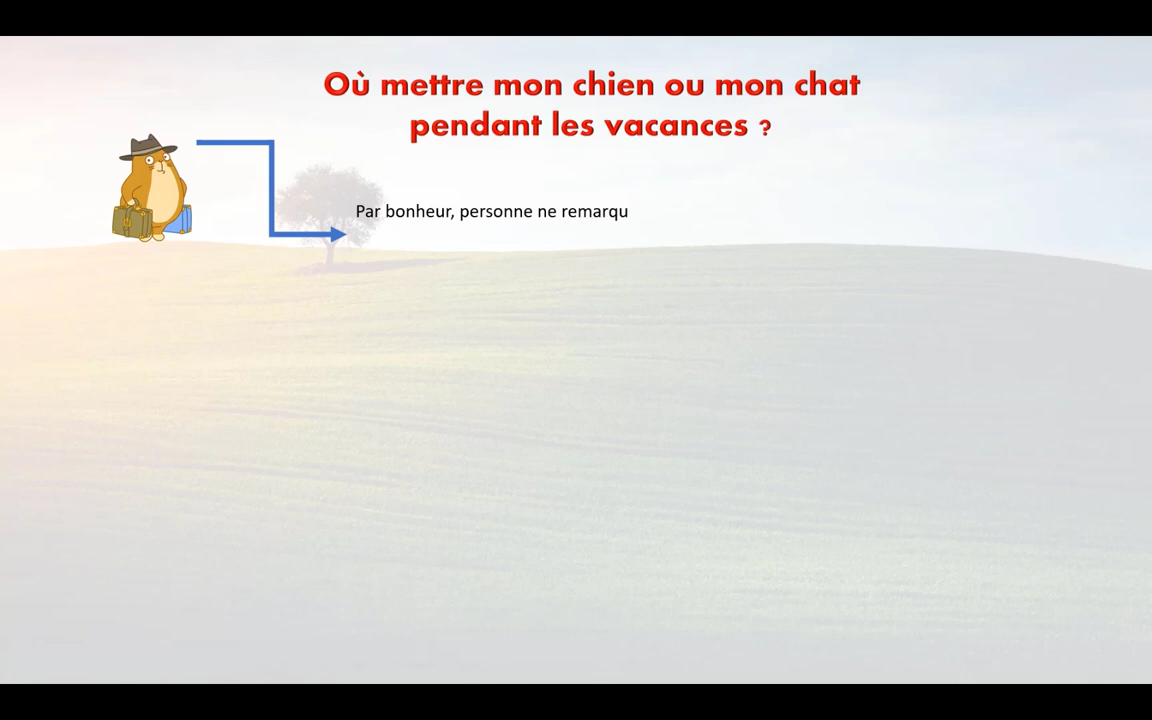 Où mettre mon chien ou mon chat
pendant les vacances ?
Par bonheur, personne ne remarqu